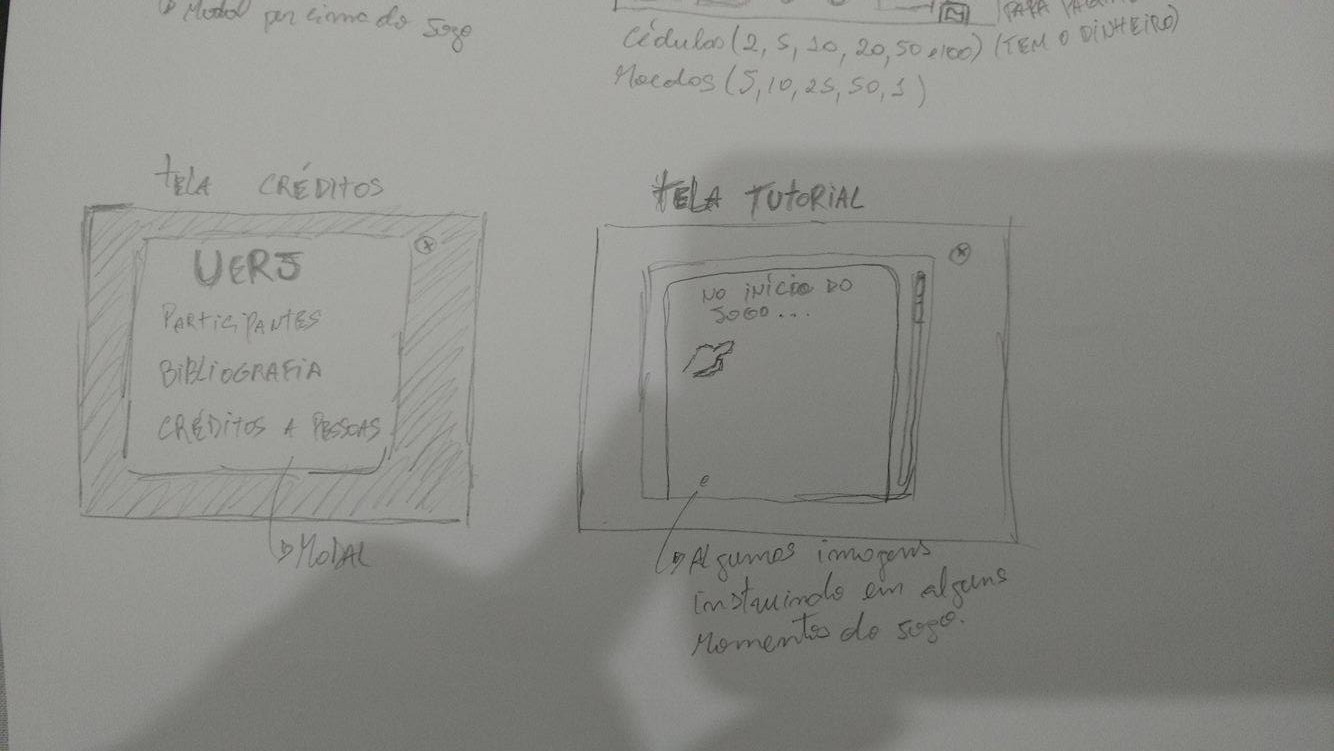 Modal por cima do jogo
Cédulas (2, 5, 10, 20, 50 e 100) (TEM O DINHEIRO)
Moedas (5, 10, 25, 50, 1)
TELA CRÉDITOS
UERJ
PARTICIPANTES
BIBLIOGRAFIA
CRÉDITOS A PESSOAS
MODAL
TELA TUTORIAL
NO INÍCIO DO
JOGO...
Algumas imagens
instruindo em alguns
momentos do jogo.